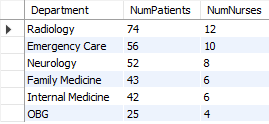 Department NumPatients NumNurses
Radiology 74 12
Emergency Care 56 10
Neurology 52 8
Family Medicine 43 6
Internal Medicine 42 6
OBG 25 4